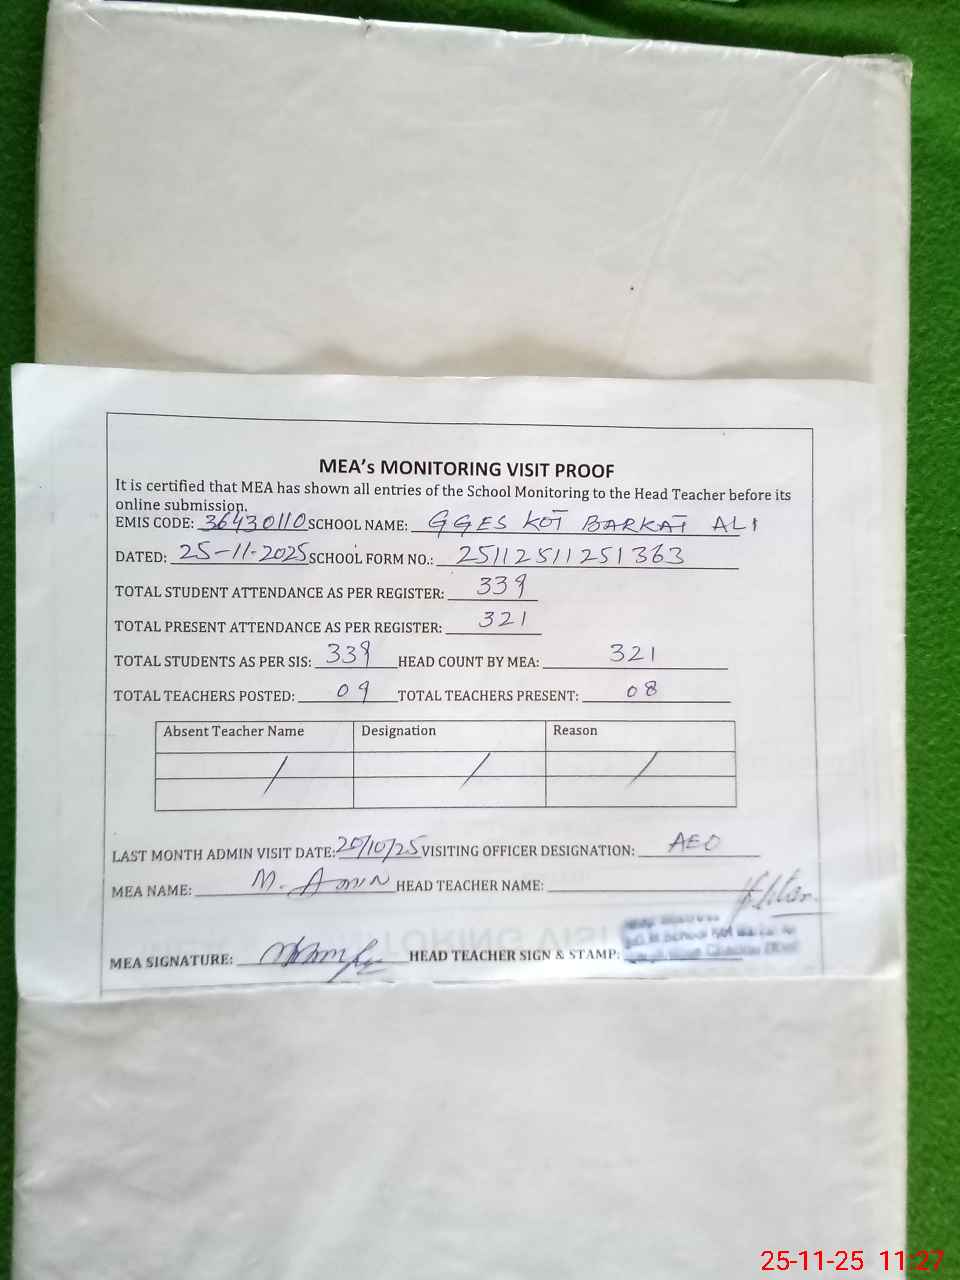 MEA's MONITORING VISIT PROOF
It is certified that MEA has shown all entries of the School Monitoring to the Head Teacher before its
online submission.
EMIS CODE: 36430110 SCHOOL NAME: GGES KOT BARKAT ALI
DATED: 25-11-2025 SCHOOL FORM NO.: 25112511251363
TOTAL STUDENT ATTENDANCE AS PER REGISTER: 339
TOTAL PRESENT ATTENDANCE AS PER REGISTER: 321
TOTAL STUDENTS AS PER SIS: 339 HEAD COUNT BY MEA: 321
TOTAL TEACHERS POSTED: 09 TOTAL TEACHERS PRESENT: 08
Absent Teacher Name Designation Reason
/ / /
LAST MONTH ADMIN VISIT DATE: 20/10/25 VISITING OFFICER DESIGNATION: AEO
MEA NAME: M. Amin HEAD TEACHER NAME:
MEA SIGNATURE: HEAD TEACHER SIGN & STAMP:
25-11-25 11:27